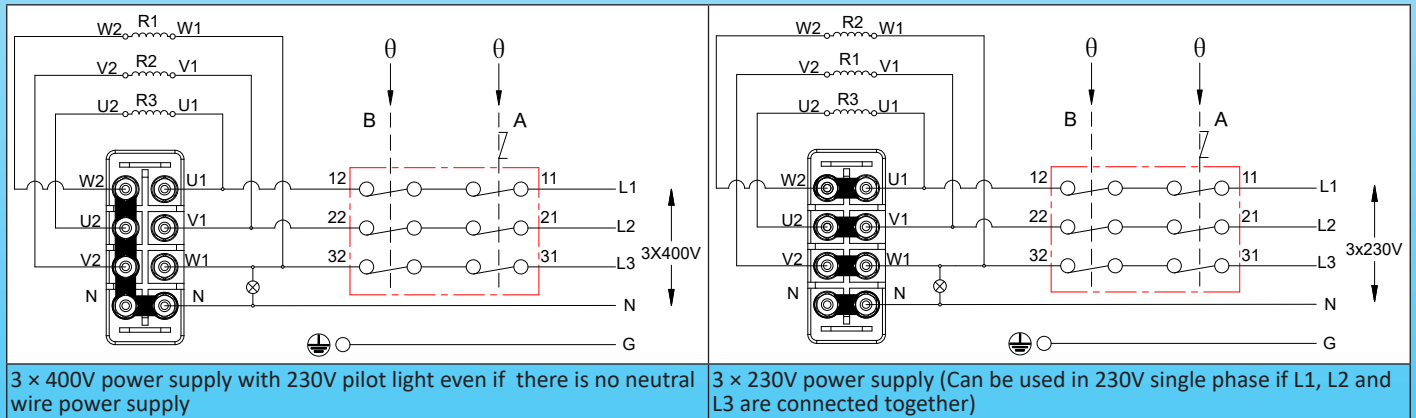 W2 R1 W1
V2 R2 V1
U2 R3 U1
θ θ
B A
W2 U1 12 11 L1
U2 V1 22 21 L2
V2 W1 32 31 L3
3X400V
N N N
G
3 × 400V power supply with 230V pilot light even if there is no neutral
wire power supply
W2 R2 W1
V2 R1 V1
U2 R3 U1
θ θ
B A
W2 U1 12 11 L1
U2 V1 22 21 L2
V2 W1 32 31 L3
3x230V
N N N
G
3 × 230V power supply (Can be used in 230V single phase if L1, L2 and
L3 are connected together)